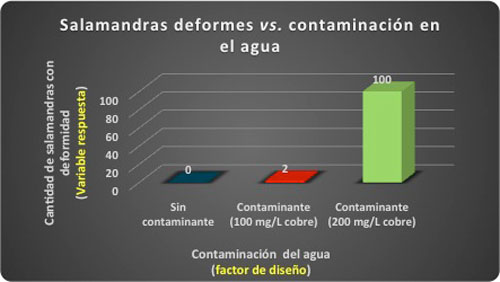 Salamandras deformes vs. contaminación en
el agua
Cantidad de salamandras con
deformidad
(Variable respuesta)
100
80
60
40
20
0
0
2
100
Sin
contaminante
Contaminante
(100 mg/L cobre)
Contaminante
(200 mg/L cobre)
Contaminación del agua
(factor de diseño)